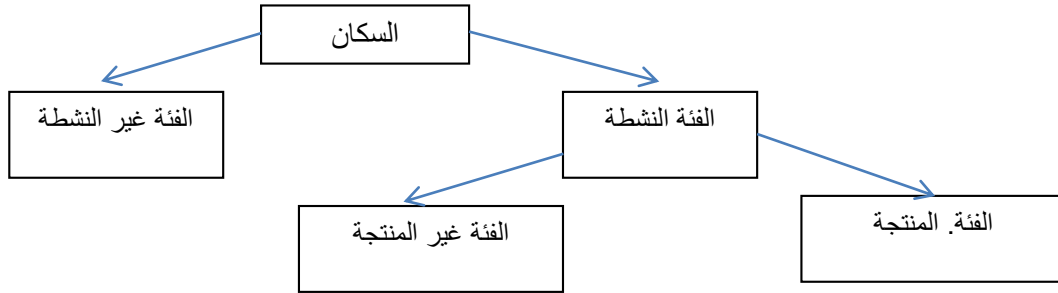 السكان
الفئة النشطة
الفئة غير النشطة
الفئة. المنتجة
الفئة غير المنتجة